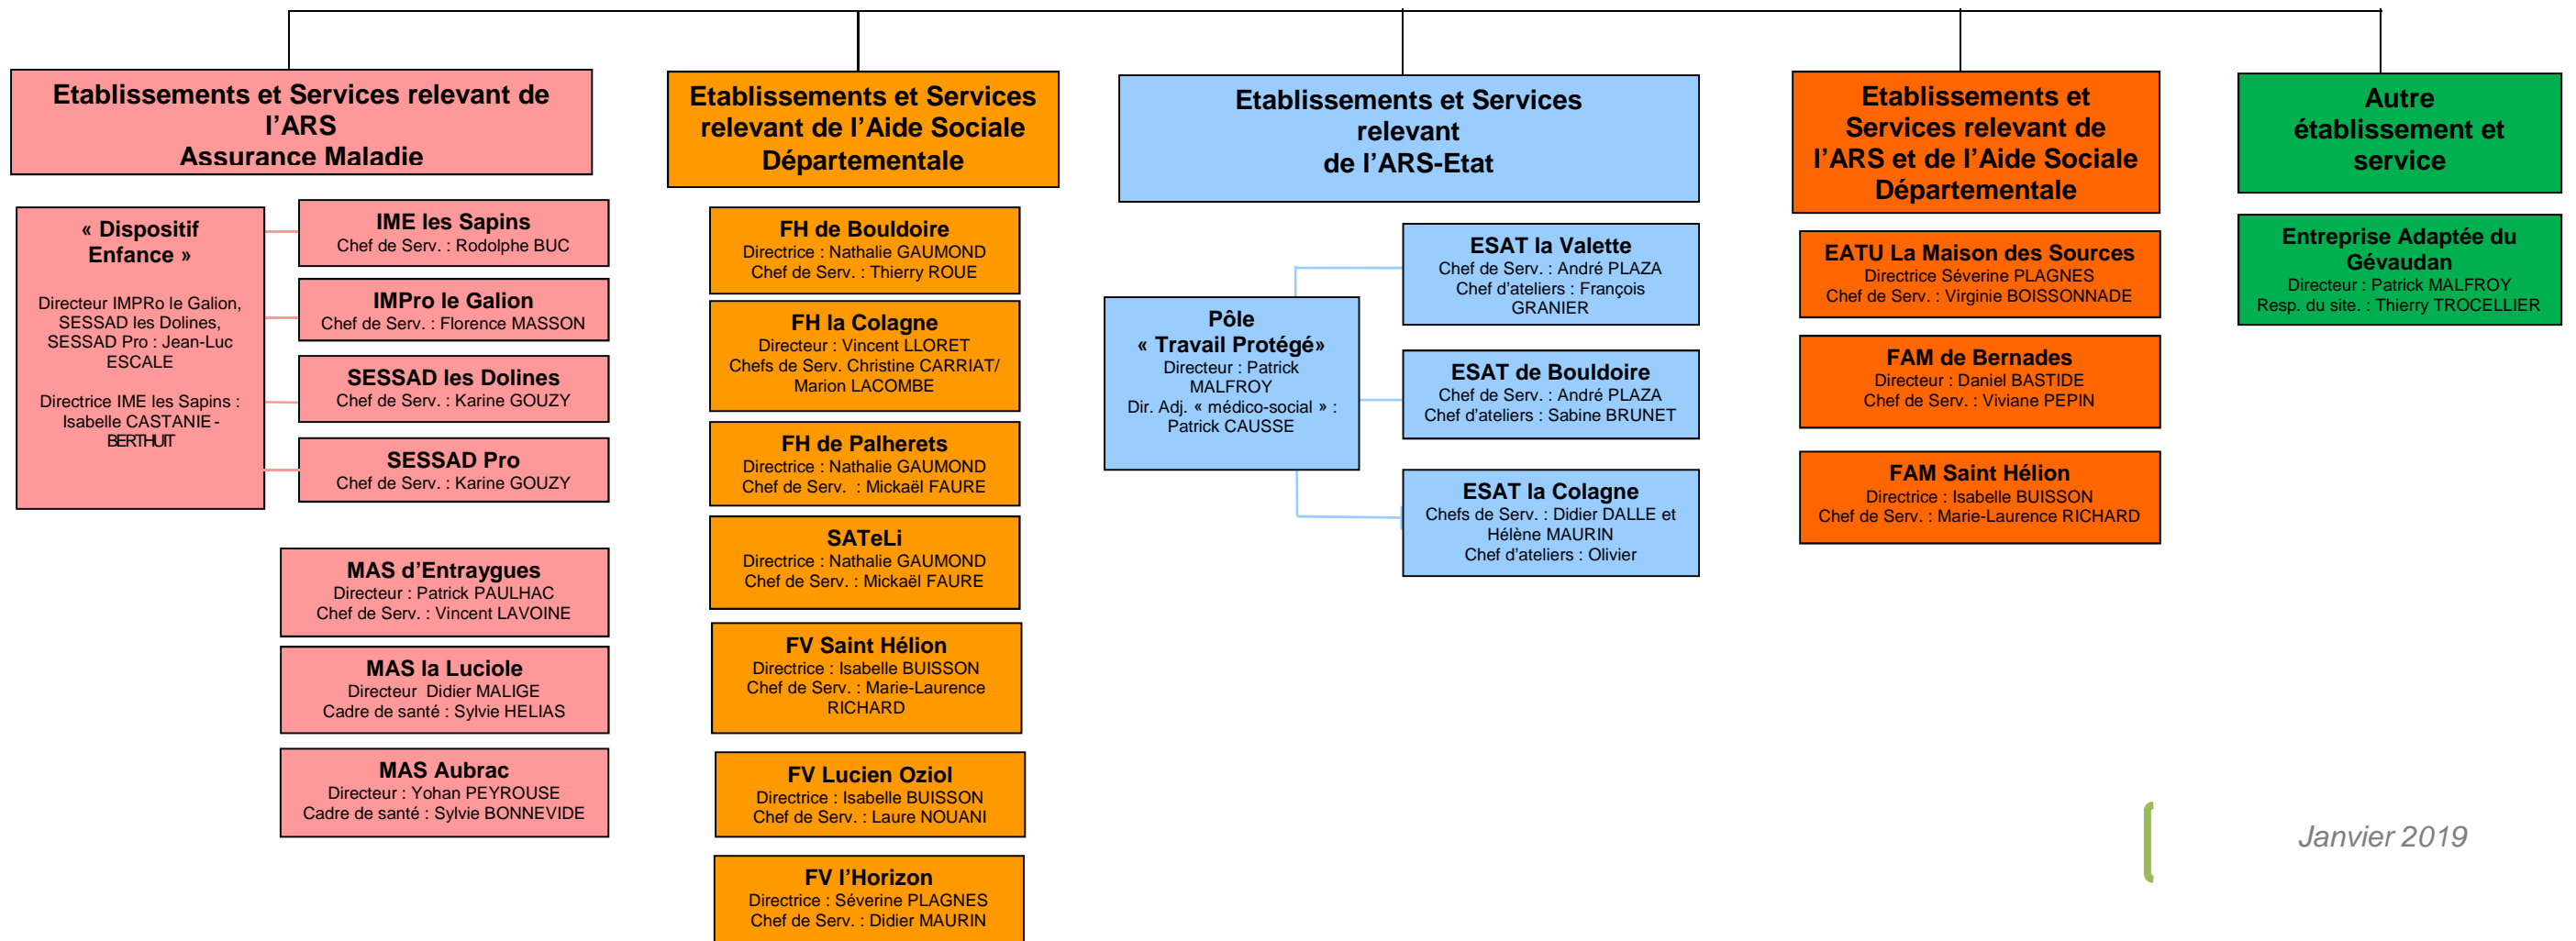 Etablissements et Services relevant de
l’ARS
Assurance Maladie
« Dispositif
Enfance »
Directeur IMPRo le Galion,
SESSAD les Dolines,
SESSAD Pro : Jean-Luc
ESCALE
Directrice IME les Sapins :
Isabelle CASTANIE-
BERTHUIT
IME les Sapins
Chef de Serv. : Rodolphe BUC
IMPro le Galion
Chef de Serv. : Florence MASSON
SESSAD les Dolines
Chef de Serv. : Karine GOUZY
SESSAD Pro
Chef de Serv. : Karine GOUZY
MAS d’Entraygues
Directeur : Patrick PAULHAC
Chef de Serv. : Vincent LAVOINE
MAS la Luciole
Directeur Didier MALIGE
Cadre de santé : Sylvie HELIAS
MAS Aubrac
Directeur : Yohan PEYROUSE
Cadre de santé : Sylvie BONNEVIDE
Etablissements et Services
relevant de l’Aide Sociale
Départementale
FH de Bouldoire
Directrice : Nathalie GAUMOND
Chef de Serv. : Thierry ROUE
FH la Colagne
Directeur : Vincent LLORET
Chefs de Serv. Christine CARRIAT/
Marion LACOMBE
FH de Palherets
Directrice : Nathalie GAUMOND
Chef de Serv. : Mickaël FAURE
SATeLi
Directrice : Nathalie GAUMOND
Chef de Serv. : Mickaël FAURE
FV Saint Hélion
Directrice : Isabelle BUISSON
Chef de Serv. : Marie-Laurence
RICHARD
FV Lucien Oziol
Directrice : Isabelle BUISSON
Chef de Serv. : Laure NOUANI
FV l’Horizon
Directrice : Séverine PLAGNES
Chef de Serv. : Didier MAURIN
Etablissements et Services
relevant
de l’ARS-Etat
Pôle
« Travail Protégé»
Directeur : Patrick
MALFROY
Dir. Adj. « médico-social » :
Patrick CAUSSE
ESAT la Valette
Chef de Serv. : André PLAZA
Chef d'ateliers : François
GRANIER
ESAT de Bouldoire
Chef de Serv. : André PLAZA
Chef d'ateliers : Sabine BRUNET
ESAT la Colagne
Chefs de Serv. : Didier DALLE et
Hélène MAURIN
Chef d'ateliers : Olivier
Etablissements et
Services relevant de
l’ARS et de l’Aide Sociale
Départementale
EATU La Maison des Sources
Directrice Séverine PLAGNES
Chef de Serv. : Virginie BOISSONNADE
FAM de Bernades
Directeur : Daniel BASTIDE
Chef de Serv. : Viviane PEPIN
FAM Saint Hélion
Directrice : Isabelle BUISSON
Chef de Serv. : Marie-Laurence RICHARD
Autre
établissement et
service
Entreprise Adaptée du
Gévaudan
Directeur : Patrick MALFROY
Resp. du site. : Thierry TROCELLIER
Janvier 2019